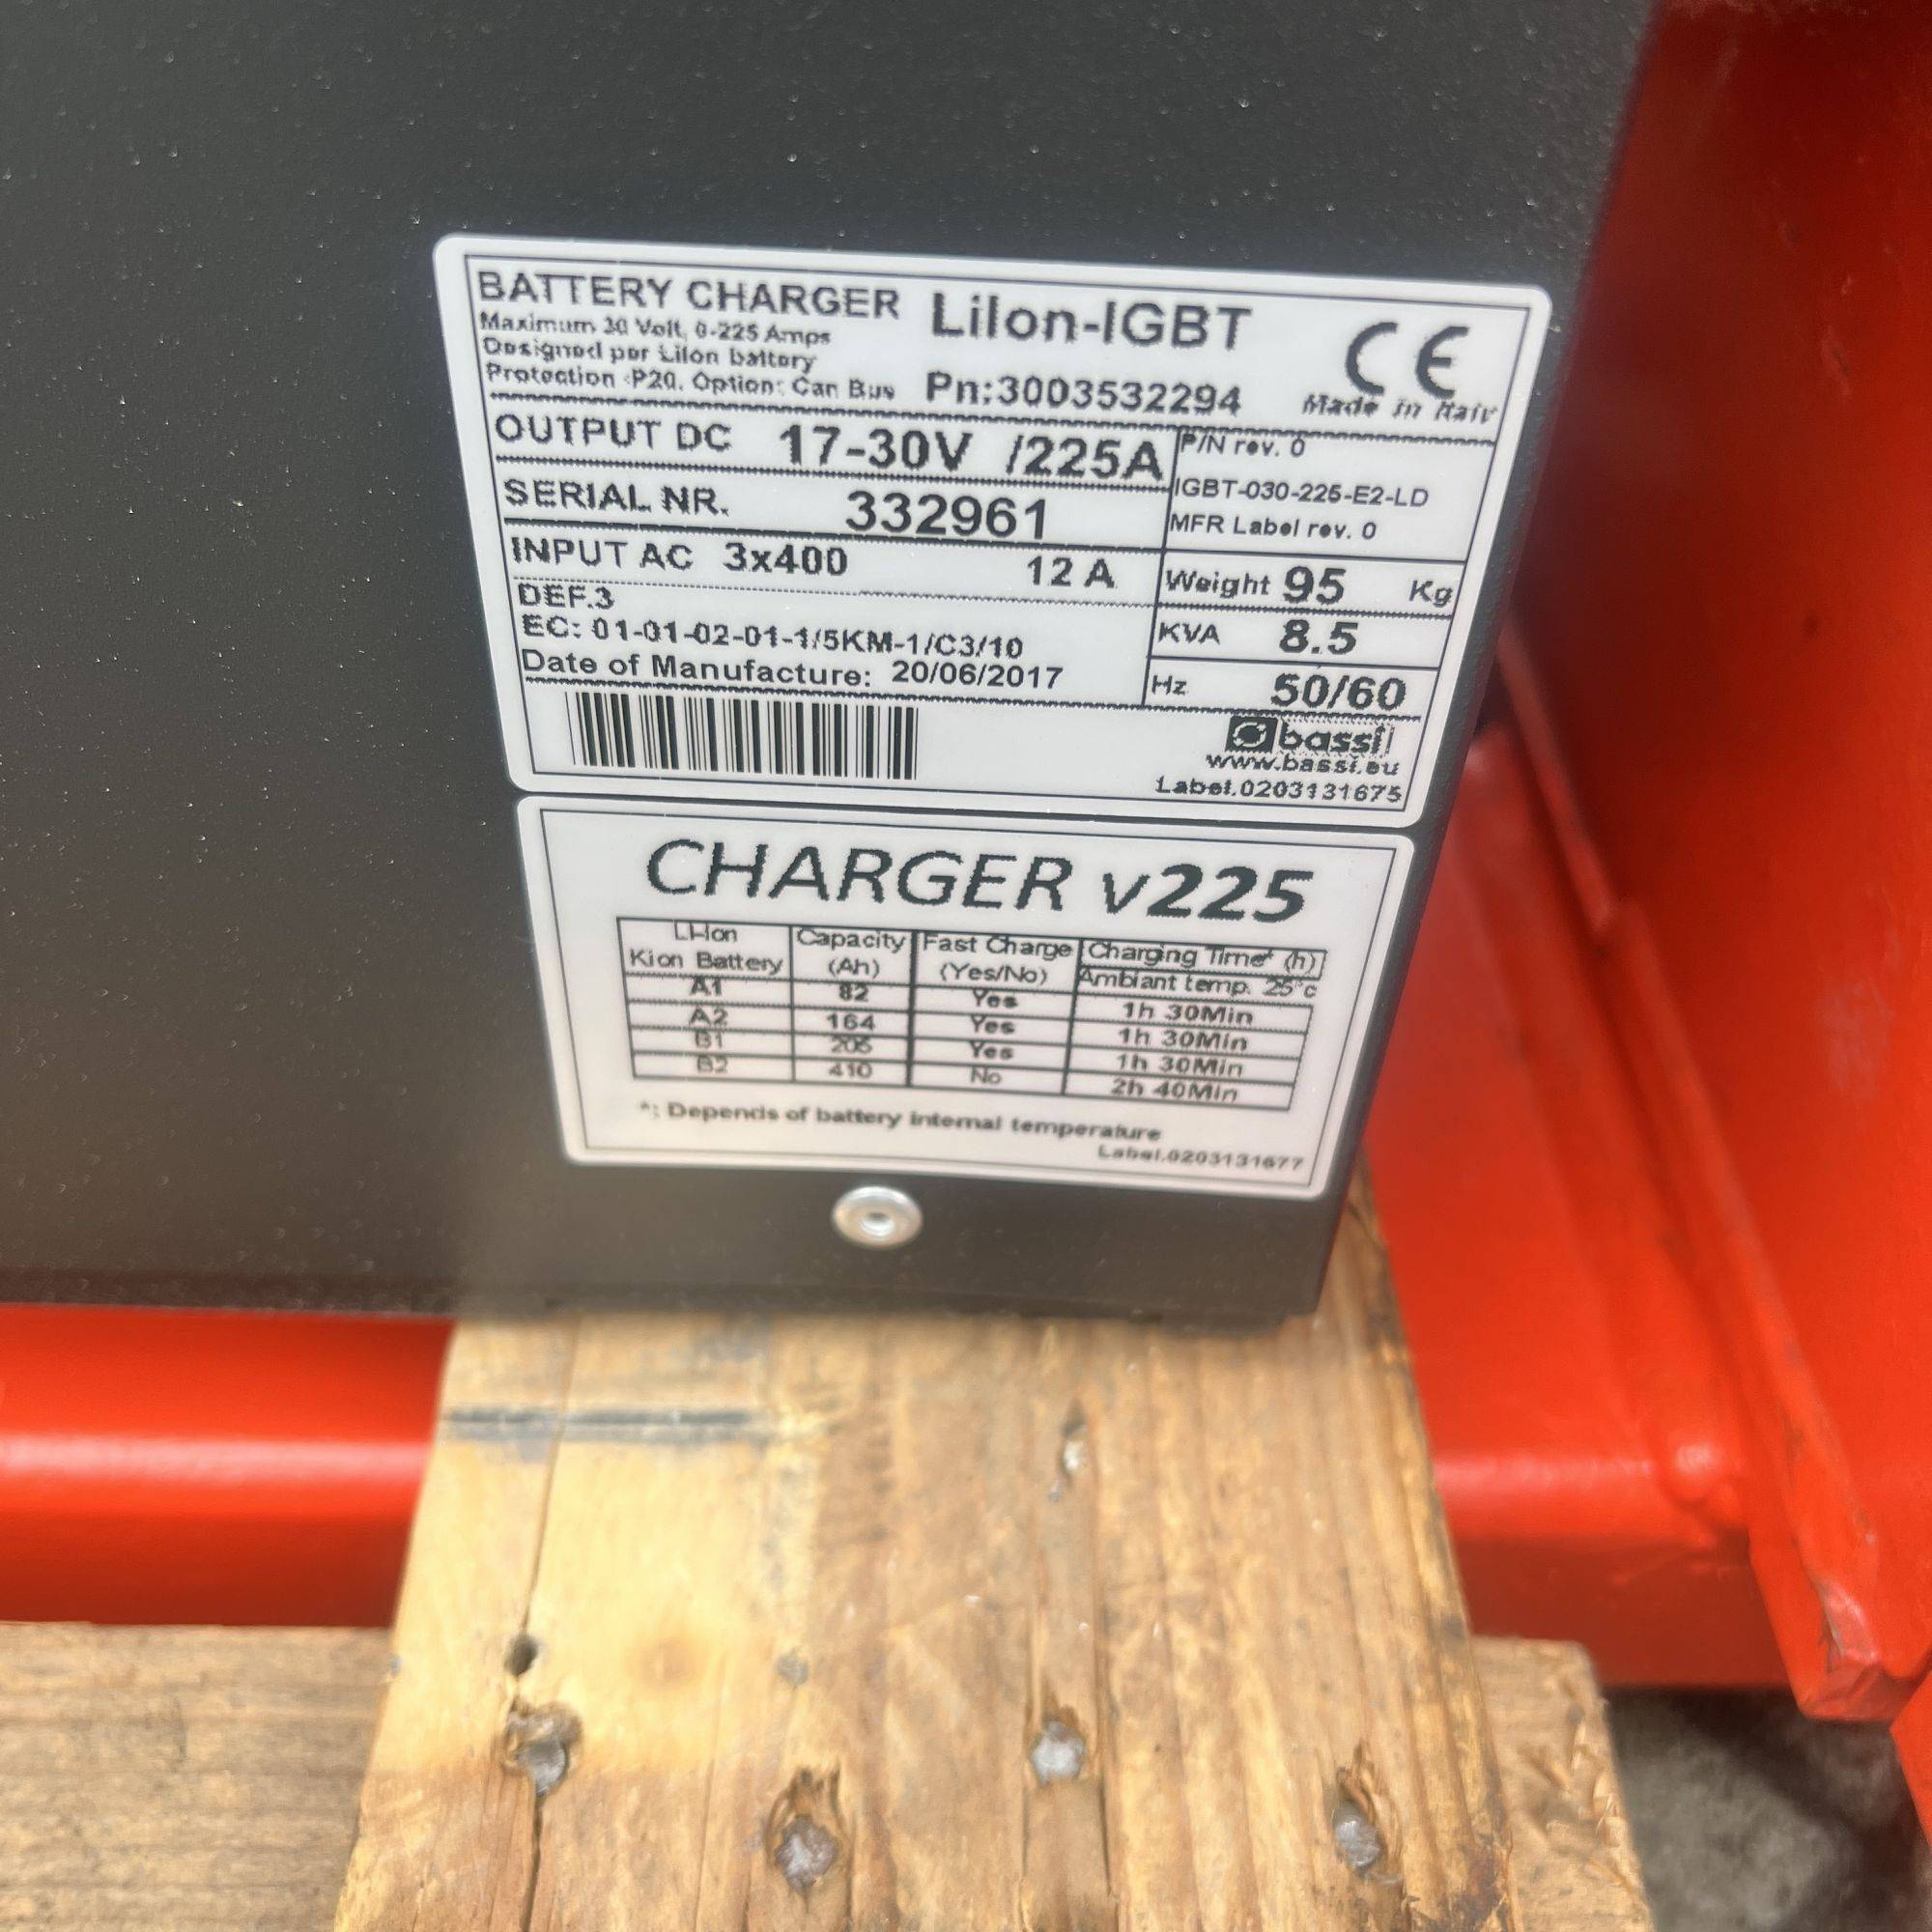 BATTERY CHARGER LiIon-IGBT CE
Maximum 30 Volt, 0-225 Amps
Designed per LiIon battery
Protection IP20. Option: Can Bus Pn:3003532294 Made in Italy
OUTPUT DC 17-30V /225A
P/N rev. 0
IGBT-030-225-E2-LD
MFR Label rev. 0
SERIAL NR. 332961
INPUT AC 3x400 12 A
Weight 95 Kg
DEF.3
EC: 01-01-02-01-1/5KM-1/C3/10
KVA 8.5
Date of Manufacture: 20/06/2017
Hz 50/60
bassi
www.bassi.eu
Label.0203131675
CHARGER v225
Li-Ion Kion Battery Capacity (Ah) Fast Charge (Yes/No) Charging Time* (h) Ambiant temp. 25°c
A1 82 Yes 1h 30Min
A2 164 Yes 1h 30Min
B1 205 Yes 1h 30Min
B2 410 No 2h 40Min
*: Depends of battery internal temperature
Label.0203131677